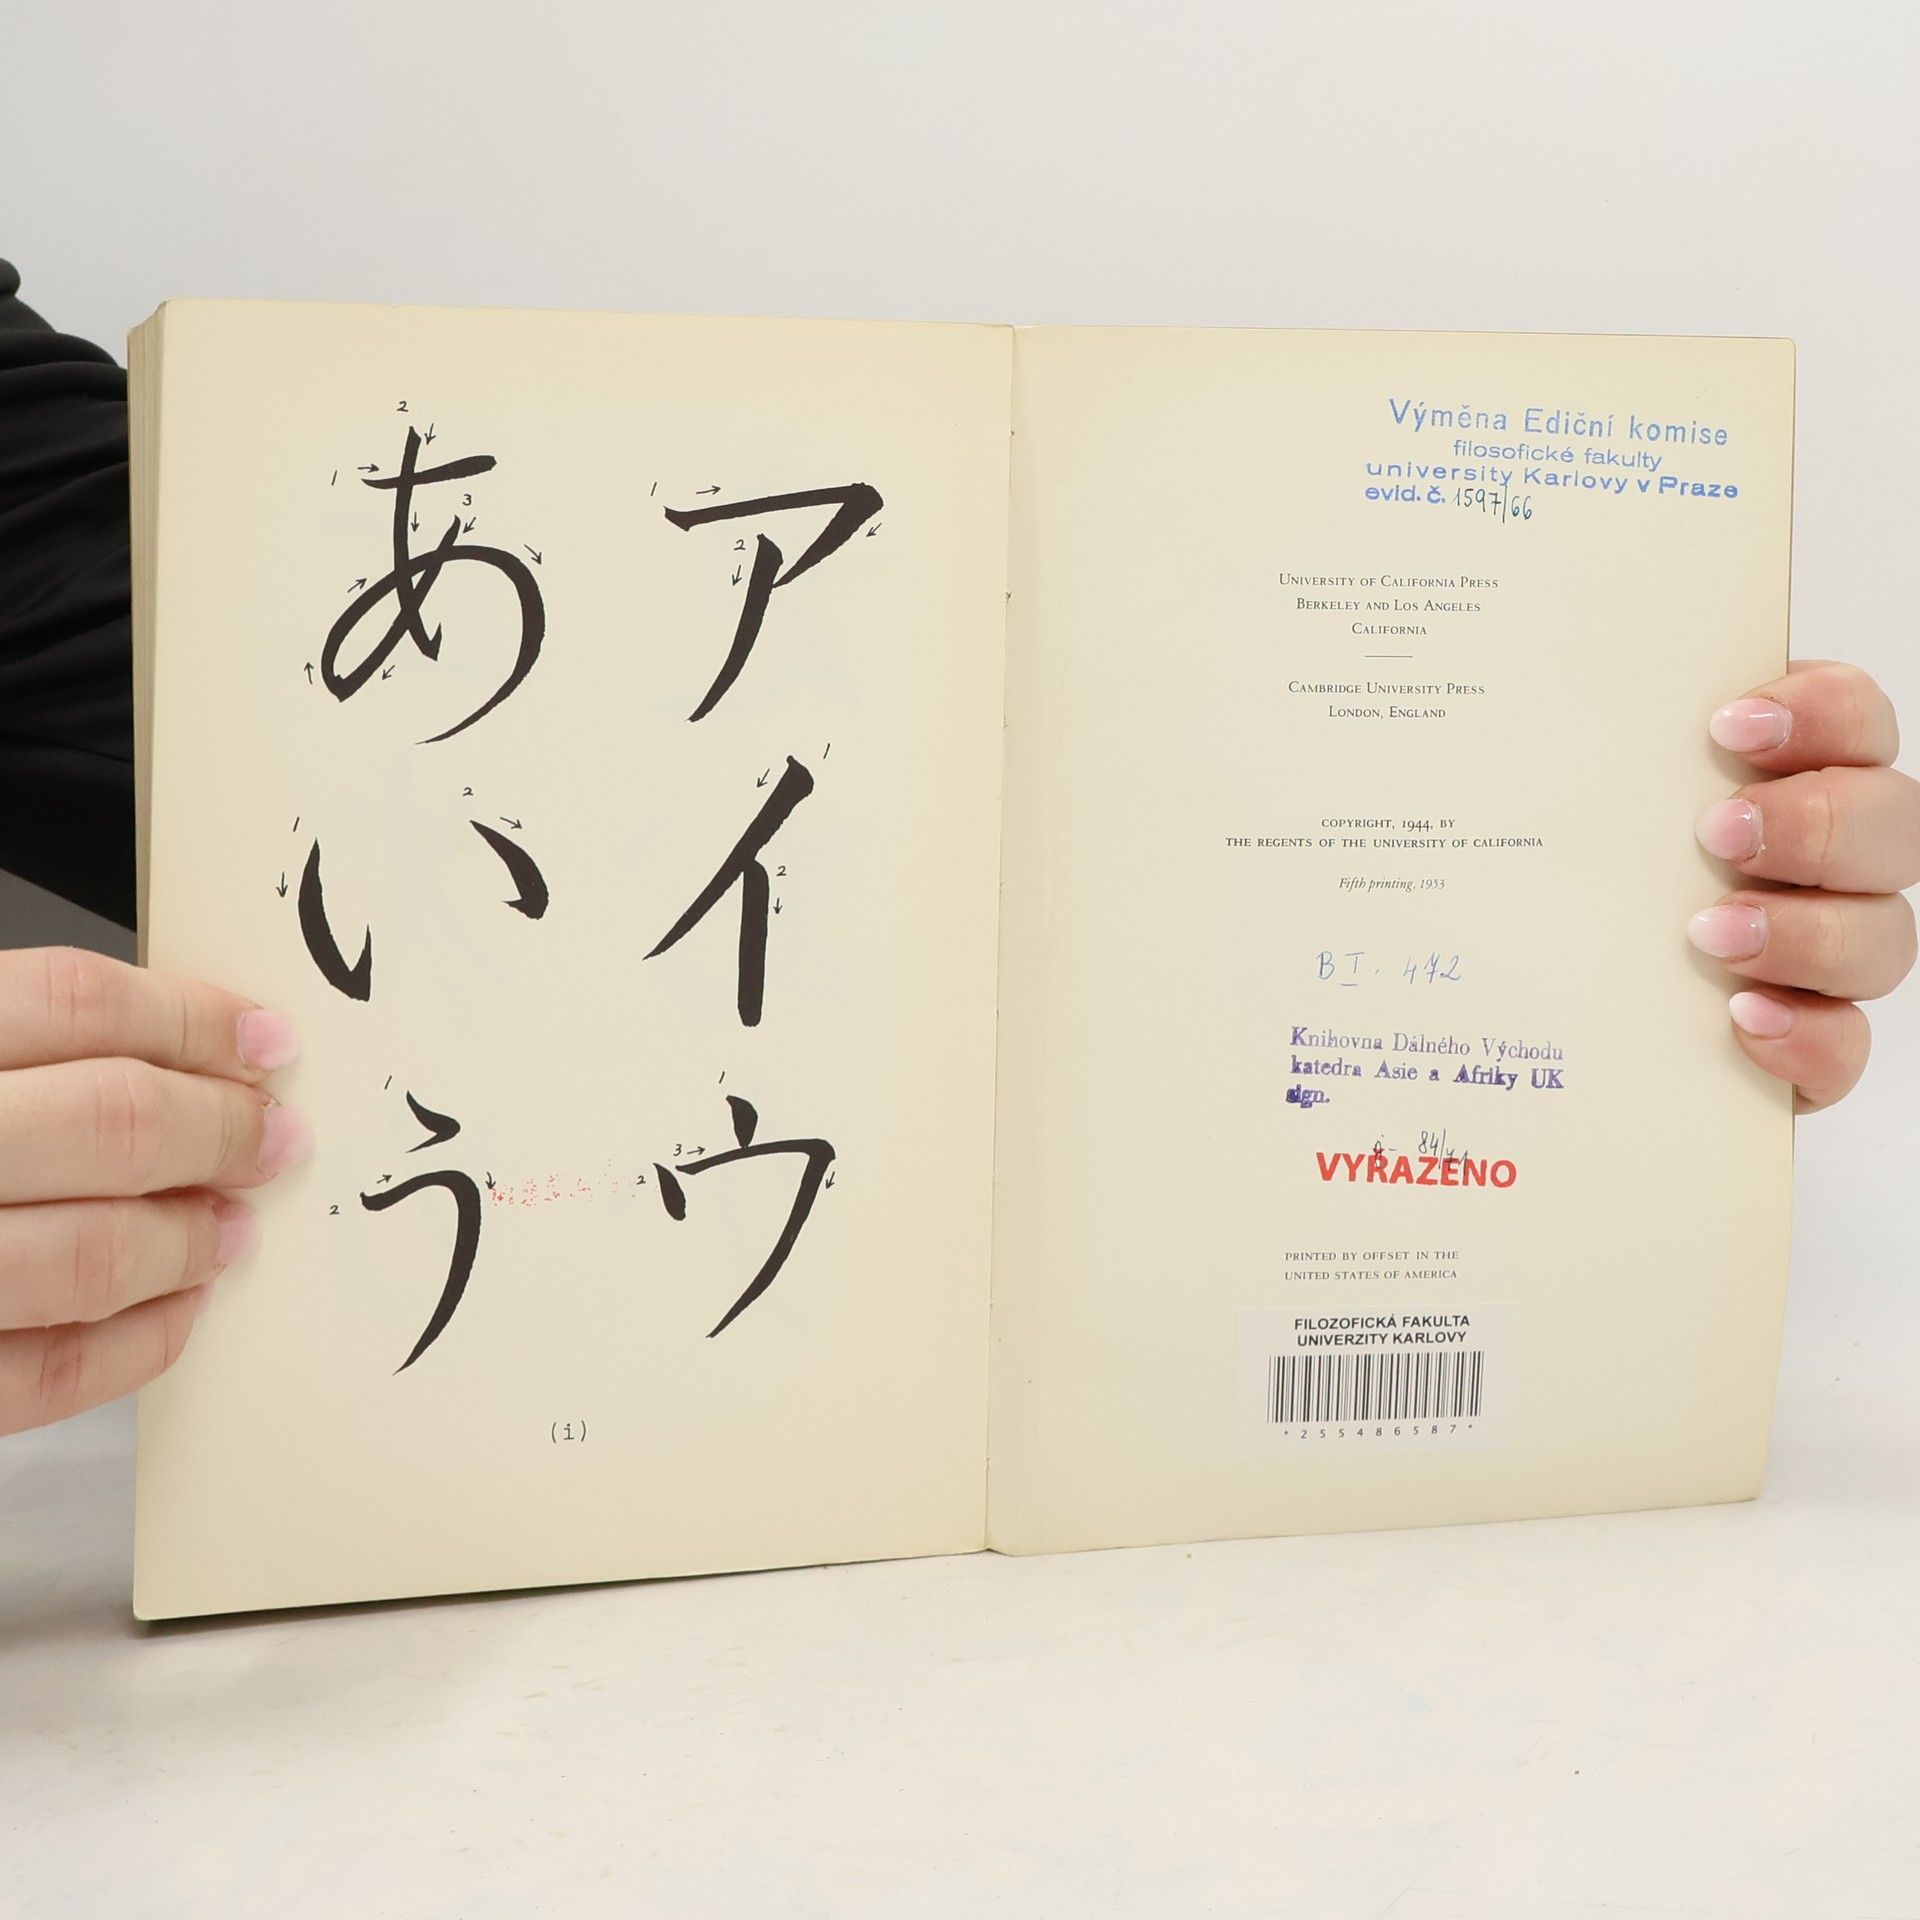 あ ア
い イ
う ウ
(i)
Výměna Ediční komise
filosofické fakulty
university Karlovy v Praze
evid. č. 1597/66
UNIVERSITY OF CALIFORNIA PRESS
BERKELEY AND LOS ANGELES
CALIFORNIA
CAMBRIDGE UNIVERSITY PRESS
LONDON, ENGLAND
COPYRIGHT, 1944, BY
THE REGENTS OF THE UNIVERSITY OF CALIFORNIA
Fifth printing, 1953
B I. 472
Knihovna Dálného Východu
katedra Asie a Afriky UK
sign.
VYŘAZENO
PRINTED BY OFFSET IN THE
UNITED STATES OF AMERICA
FILOZOFICKÁ FAKULTA
UNIVERZITY KARLOVY
*255486587*